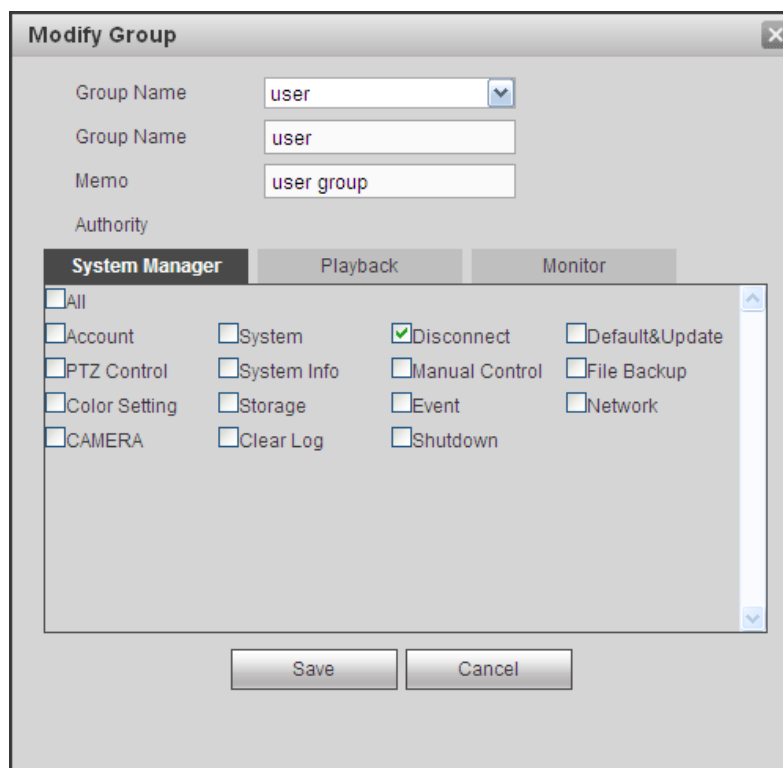 Modify Group
Group Name user
Group Name user
Memo user group
Authority
System Manager Playback Monitor
All
Account System Disconnect Default&Update
PTZ Control System Info Manual Control File Backup
Color Setting Storage Event Network
CAMERA Clear Log Shutdown
Save Cancel